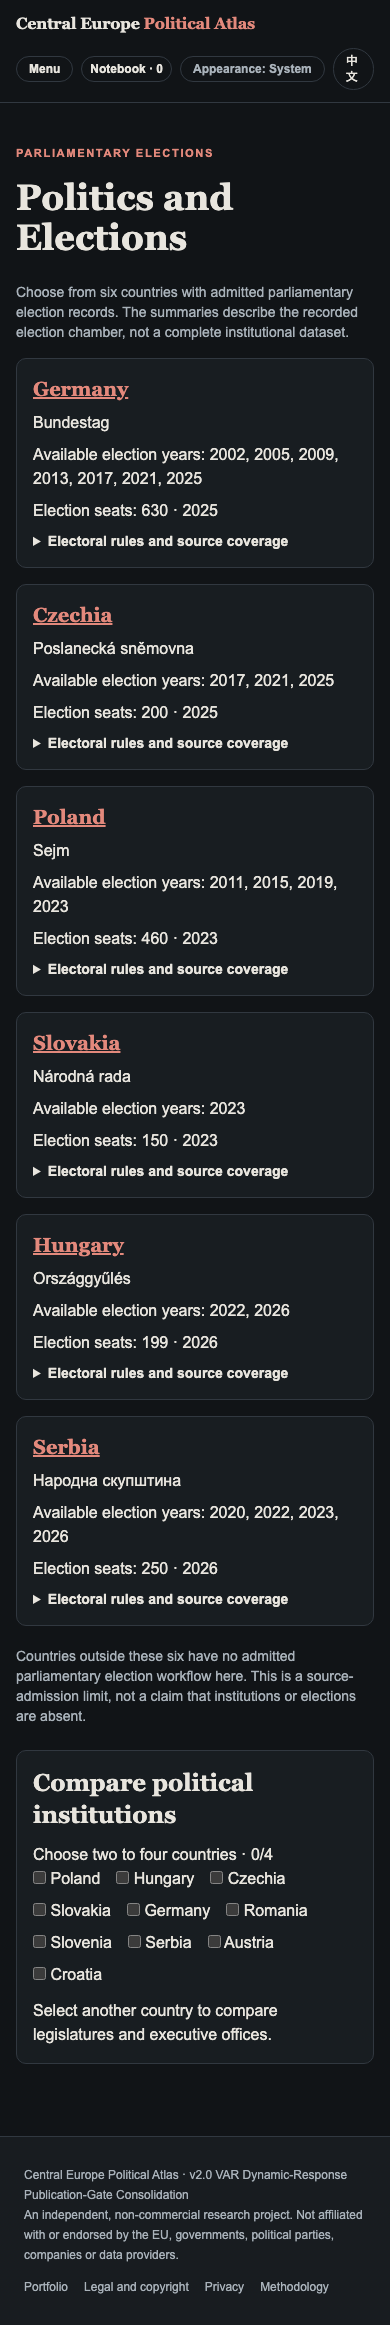 Central Europe Political Atlas
Menu
Notebook · 0
Appearance: System
中
文
PARLIAMENTARY ELECTIONS
Politics and
Elections
Choose from six countries with admitted parliamentary
election records. The summaries describe the recorded
election chamber, not a complete institutional dataset.
Germany
Bundestag
Available election years: 2002, 2005, 2009,
2013, 2017, 2021, 2025
Election seats: 630 · 2025
Electoral rules and source coverage
Czechia
Poslanecká sněmovna
Available election years: 2017, 2021, 2025
Election seats: 200 · 2025
Electoral rules and source coverage
Poland
Sejm
Available election years: 2011, 2015, 2019,
2023
Election seats: 460 · 2023
Electoral rules and source coverage
Slovakia
Národná rada
Available election years: 2023
Election seats: 150 · 2023
Electoral rules and source coverage
Hungary
Országgyűlés
Available election years: 2022, 2026
Election seats: 199 · 2026
Electoral rules and source coverage
Serbia
Народна скупштина
Available election years: 2020, 2022, 2023,
2026
Election seats: 250 · 2026
Electoral rules and source coverage
Countries outside these six have no admitted
parliamentary election workflow here. This is a source-
admission limit, not a claim that institutions or elections
are absent.
Compare political
institutions
Choose two to four countries · 0/4
Poland Hungary Czechia
Slovakia Germany Romania
Slovenia Serbia Austria
Croatia
Select another country to compare
legislatures and executive offices.
Central Europe Political Atlas · v2.0 VAR Dynamic-Response
Publication-Gate Consolidation
An independent, non-commercial research project. Not affiliated
with or endorsed by the EU, governments, political parties,
companies or data providers.
Portfolio Legal and copyright Privacy Methodology